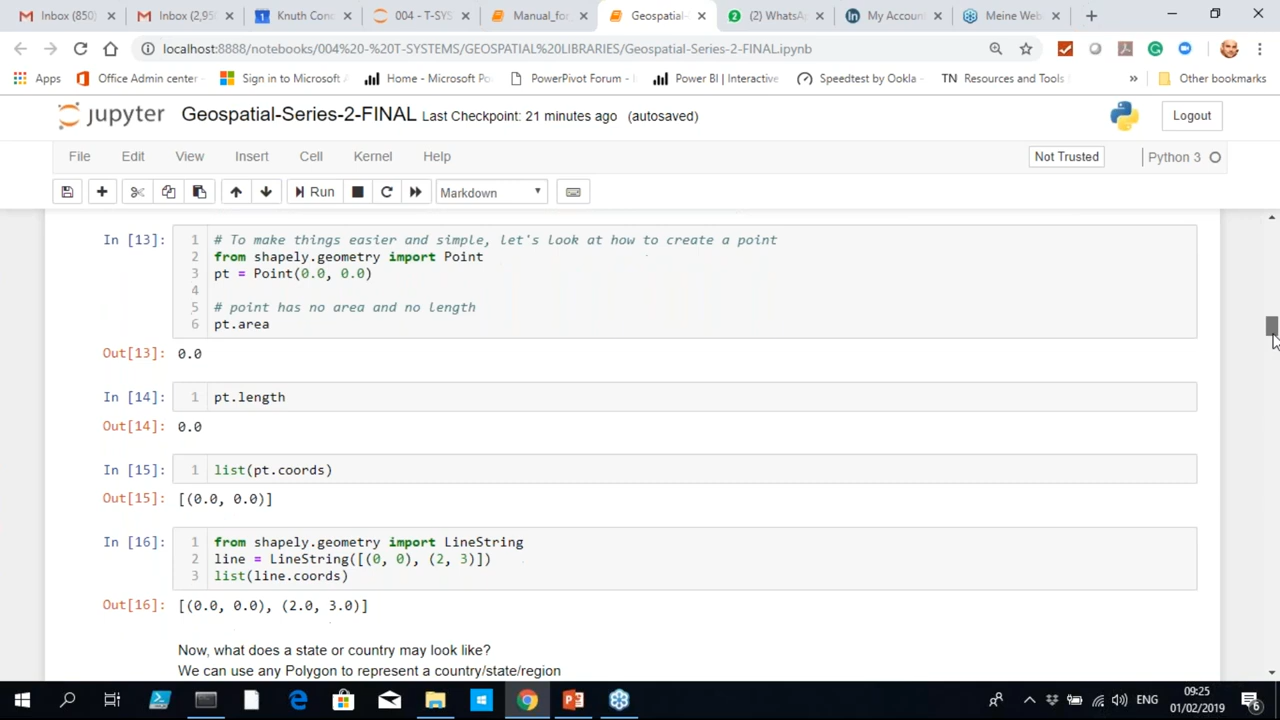 Inbox (850)
Inbox (2,95
Knuth Conc
004 - T-SYS
Manual_for
Geospatial-
(2) WhatsA
My Accoun
Meine Web
localhost:8888/notebooks/004%20-%20T-SYSTEMS/GEOSPATIAL%20LIBRARIES/Geospatial-Series-2-FINAL.ipynb
Apps
Office Admin center -
Sign in to Microsoft A
Home - Microsoft Po
PowerPivot Forum -
Power BI | Interactive
Speedtest by Ookla -
TN Resources and Tools
»
Other bookmarks
jupyter Geospatial-Series-2-FINAL Last Checkpoint: 21 minutes ago (autosaved)
Logout
File Edit View Insert Cell Kernel Help
Not Trusted
Python 3
Run
Markdown
In [13]:
1 # To make things easier and simple, let's look at how to create a point
2 from shapely.geometry import Point
3 pt = Point(0.0, 0.0)
4
5 # point has no area and no length
6 pt.area
Out[13]: 0.0
In [14]: 1 pt.length
Out[14]: 0.0
In [15]: 1 list(pt.coords)
Out[15]: [(0.0, 0.0)]
In [16]: 1 from shapely.geometry import LineString
2 line = LineString([(0, 0), (2, 3)])
3 list(line.coords)
Out[16]: [(0.0, 0.0), (2.0, 3.0)]
Now, what does a state or country may look like?
We can use any Polygon to represent a country/state/region
ENG
09:25
01/02/2019
6